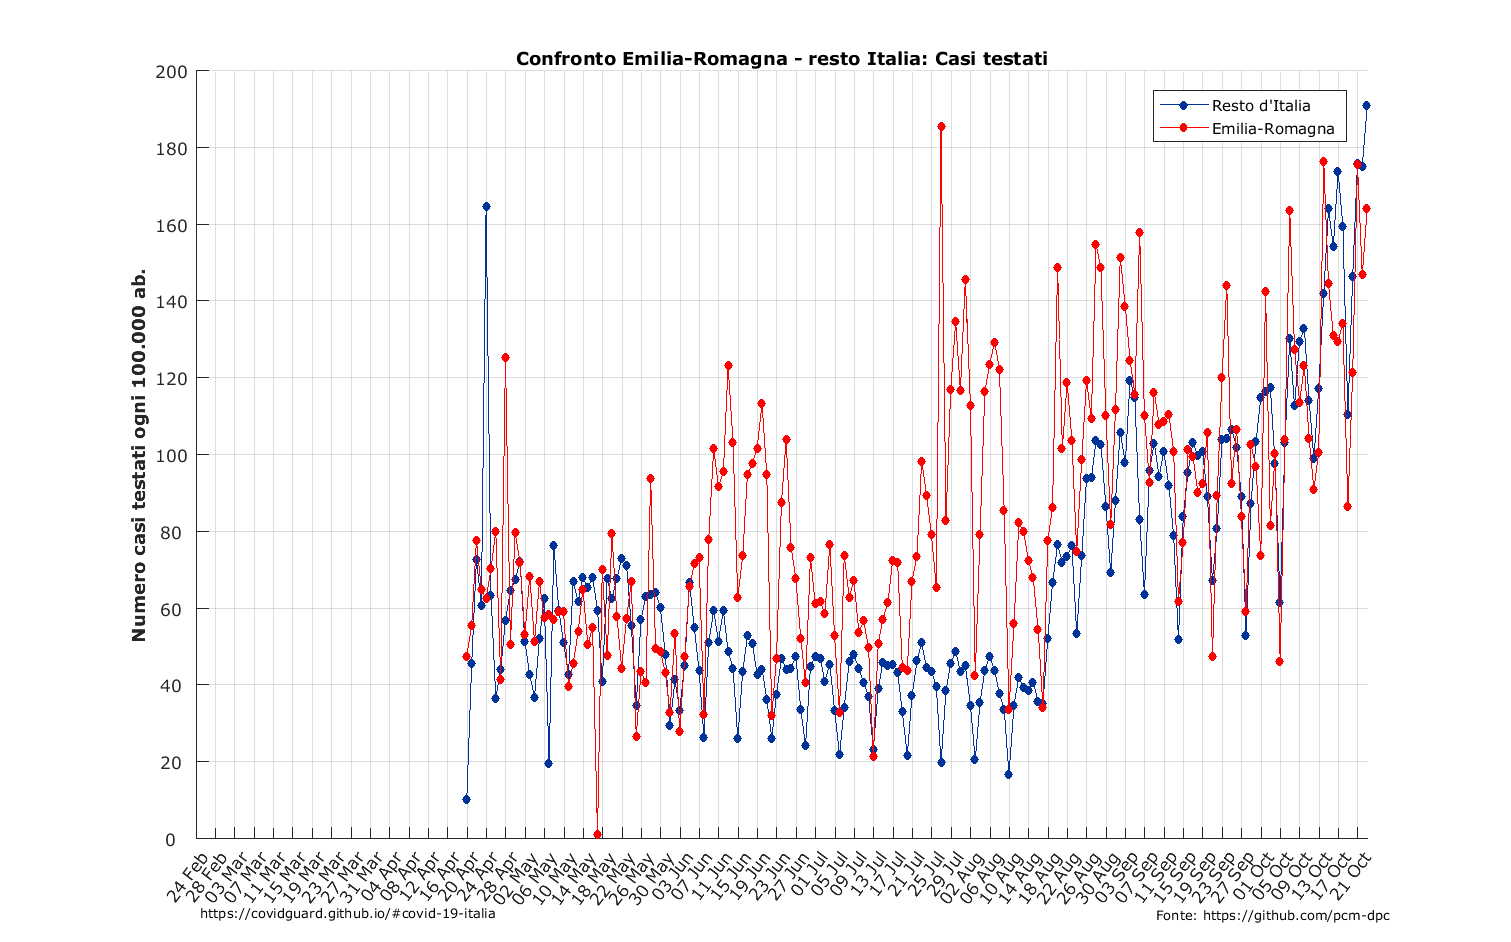 Confronto Emilia-Romagna - resto Italia: Casi testati
Resto d'Italia
Emilia-Romagna
Numero casi testati ogni 100.000 ab.
200
180
160
140
120
100
80
60
40
20
0
24 Feb
28 Feb
03 Mar
07 Mar
11 Mar
15 Mar
19 Mar
23 Mar
27 Mar
31 Mar
04 Apr
08 Apr
12 Apr
16 Apr
20 Apr
24 Apr
28 Apr
02 May
06 May
10 May
14 May
18 May
22 May
26 May
30 May
03 Jun
07 Jun
11 Jun
15 Jun
19 Jun
23 Jun
27 Jun
01 Jul
05 Jul
09 Jul
13 Jul
17 Jul
21 Jul
25 Jul
29 Jul
02 Aug
06 Aug
10 Aug
14 Aug
18 Aug
22 Aug
26 Aug
30 Aug
03 Sep
07 Sep
11 Sep
15 Sep
19 Sep
23 Sep
27 Sep
01 Oct
05 Oct
09 Oct
13 Oct
17 Oct
21 Oct
https://covidguard.github.io/#covid-19-italia
Fonte: https://github.com/pcm-dpc